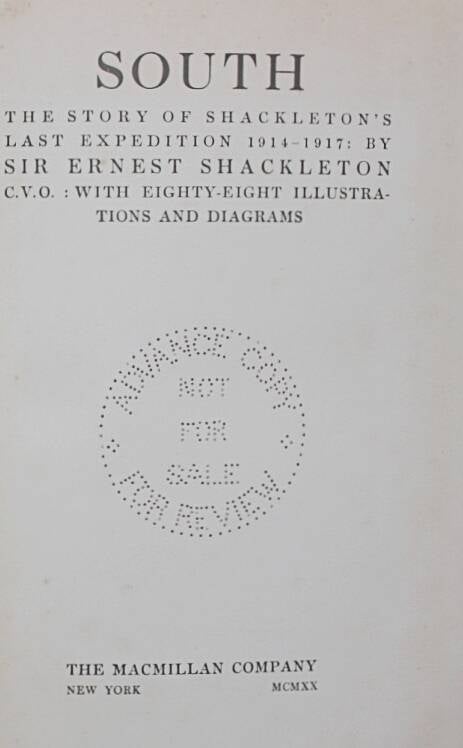 SOUTH
THE STORY OF SHACKLETON'S
LAST EXPEDITION 1914-1917: BY
SIR ERNEST SHACKLETON
C.V.O. : WITH EIGHTY-EIGHT ILLUSTRA-
TIONS AND DIAGRAMS
ADVANCE COPY
NOT
FOR
SALE
FOR REVIEW
THE MACMILLAN COMPANY
NEW YORK MCMXX